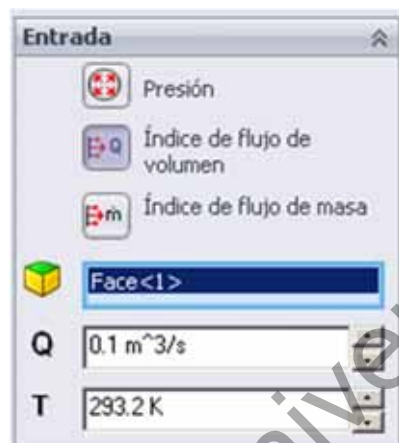 Entrada
Presión
Índice de flujo de
volumen
Índice de flujo de masa
Face<1>
Q 0.1 m^3/s
T 293.2 K